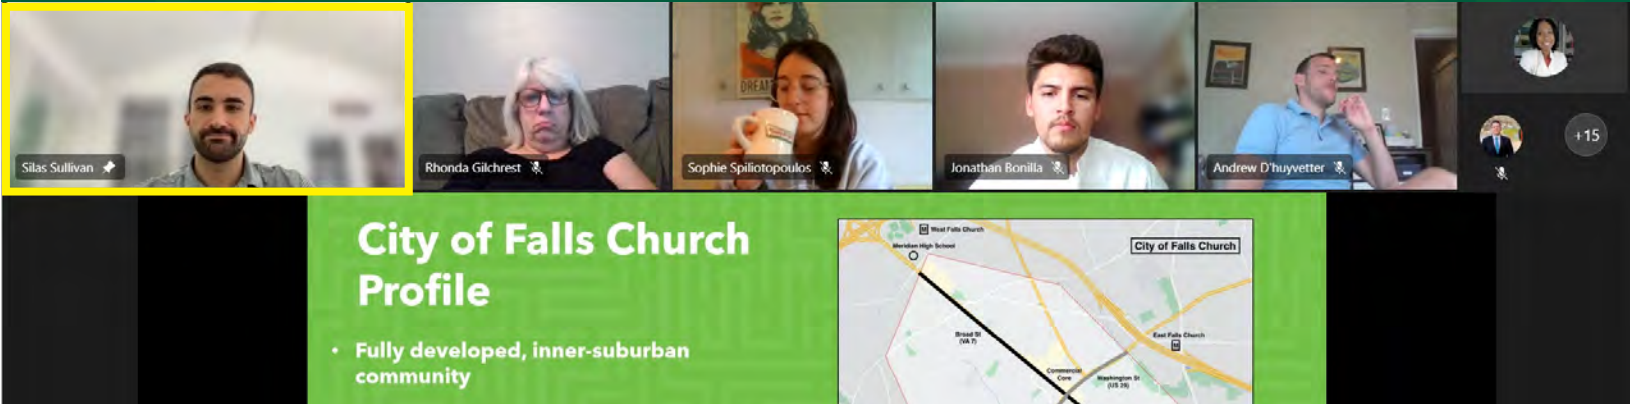 DREA
Silas Sullivan
Rhonda Gilchrest
Sophie Spiliotopoulos
Jonathan Bonilla
Andrew D'huyvetter
+15
City of Falls Church
Profile
• Fully developed, inner-suburban
community
M West Falls Church
Meridian High School
City of Falls Church
Broad St
(VA 7)
East Falls Church
M
Commercial
Core
Washington St
(US 29)